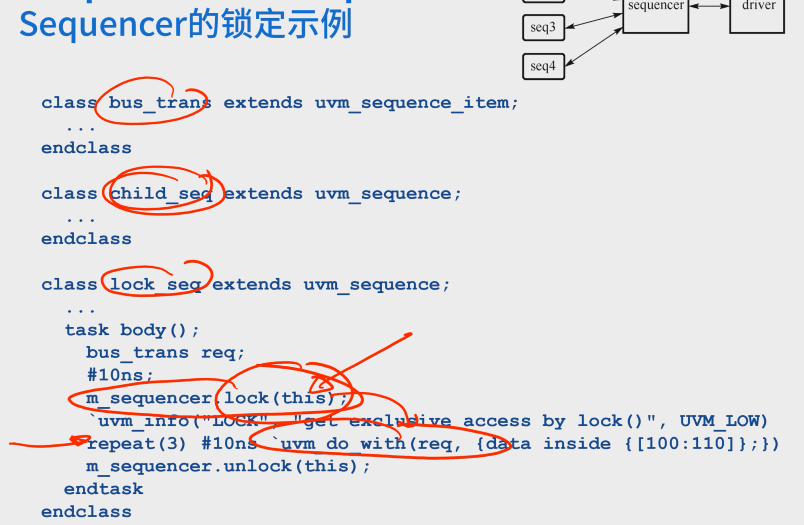 Sequencer的锁定示例
sequencer
driver
seq3
seq4
class bus_trans extends uvm_sequence_item;
...
endclass
class child_seq extends uvm_sequence;
...
endclass
class lock_seq extends uvm_sequence;
...
task body();
bus_trans req;
#10ns;
m_sequencer.lock(this);
`uvm_info("LOCK", "get exclusive access by lock()", UVM_LOW)
repeat(3) #10ns `uvm_do_with(req, {data inside {[100:110]};})
m_sequencer.unlock(this);
endtask
endclass